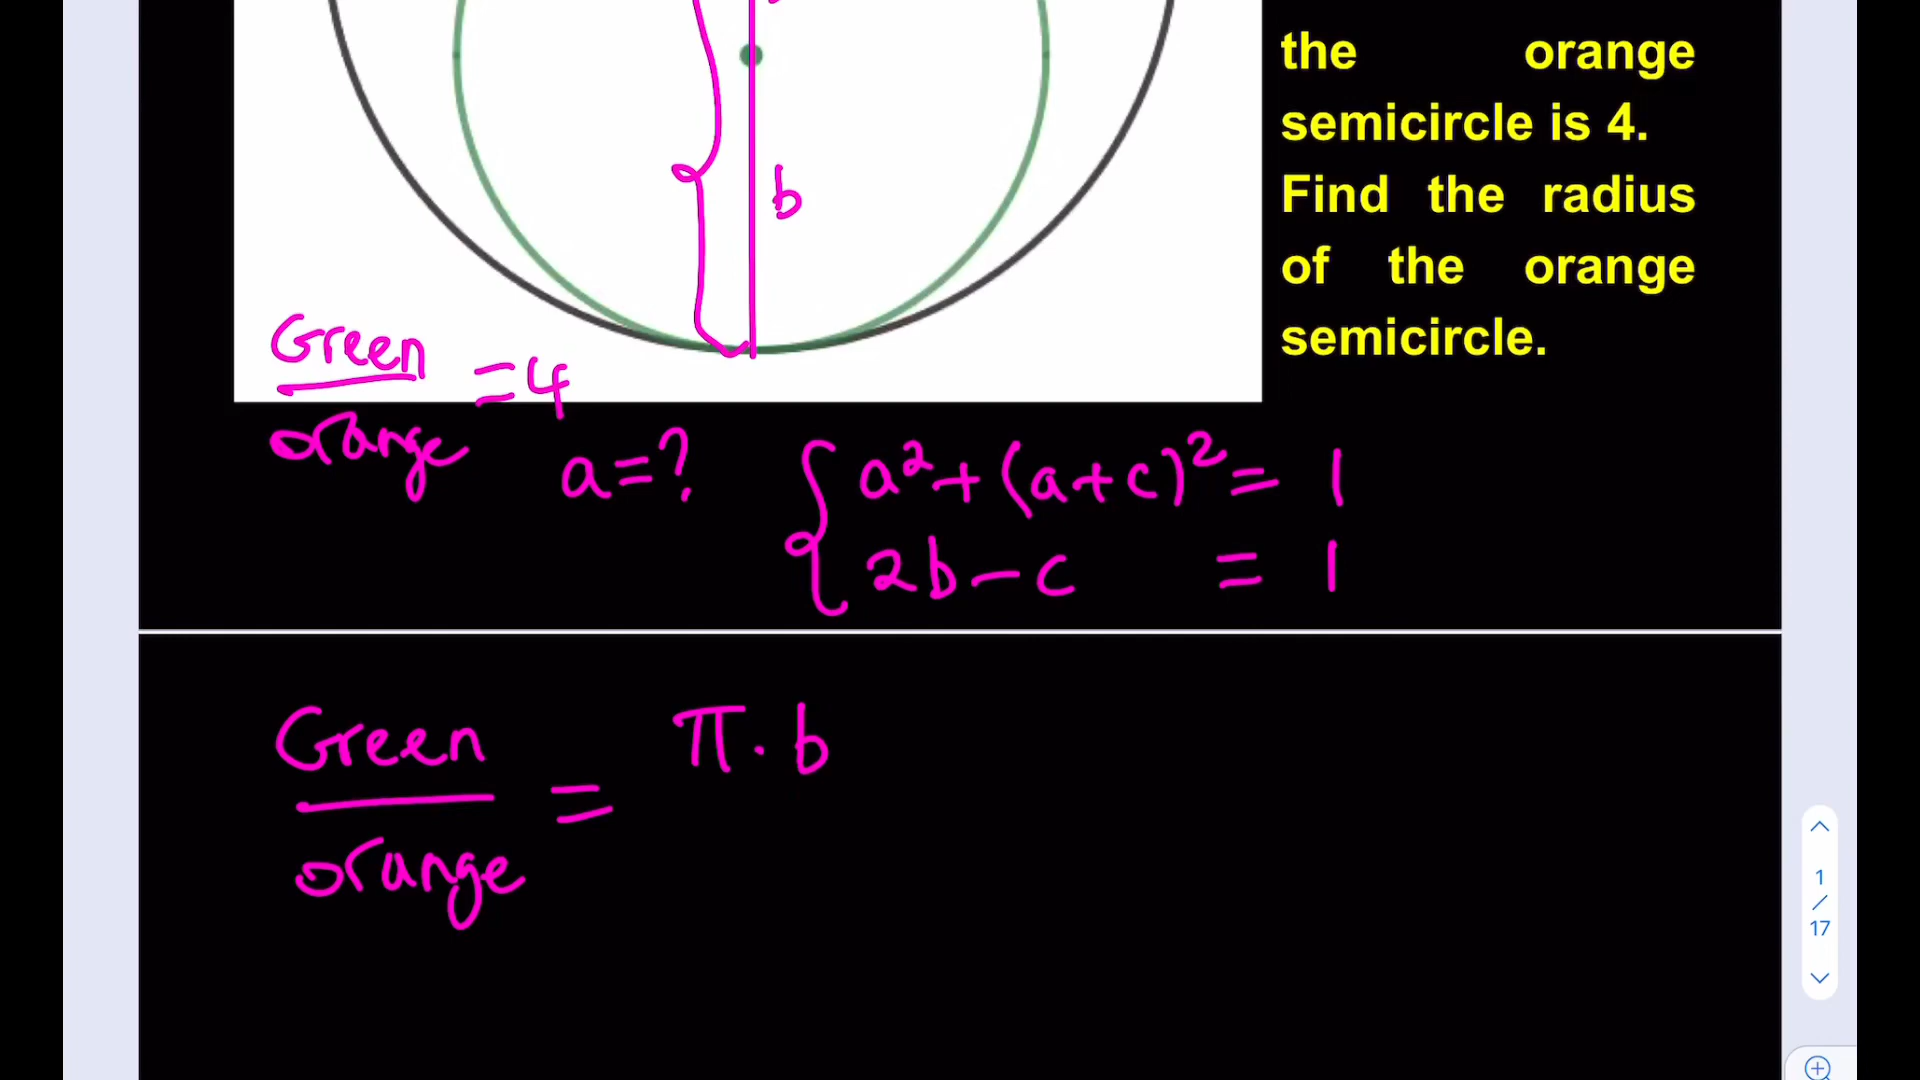 the orange
semicircle is 4.
Find the radius
of the orange
semicircle.
b
Green
orange
=4
a=?
a²+(a+c)²= 1
2b-c = 1
Green
orange
=
π.b
1
/
17